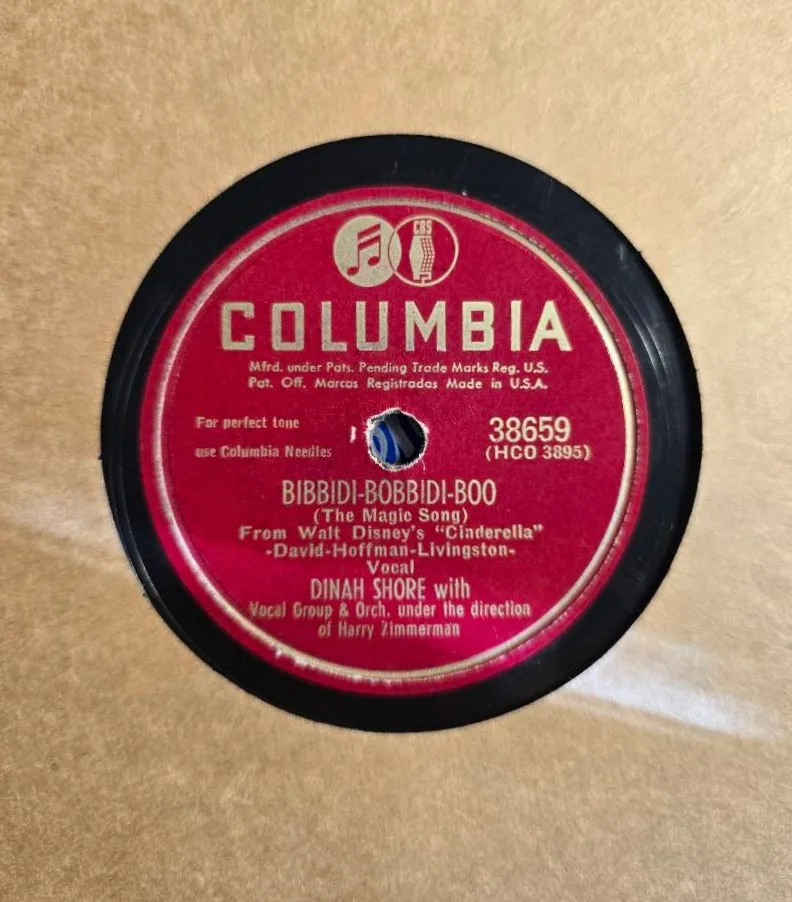 CBS
COLUMBIA
Mfrd. under Pats. Pending Trade Marks Reg. U.S.
Pat. Off. Marcas Registradas Made in U.S.A.
For perfect tone
use Columbia Needles
38659
(HCO 3895)
BIBBIDI-BOBBIDI-BOO
(The Magic Song)
From Walt Disney's "Cinderella"
-David-Hoffman-Livingston-
Vocal
DINAH SHORE with
Vocal Group & Orch. under the direction
of Harry Zimmerman